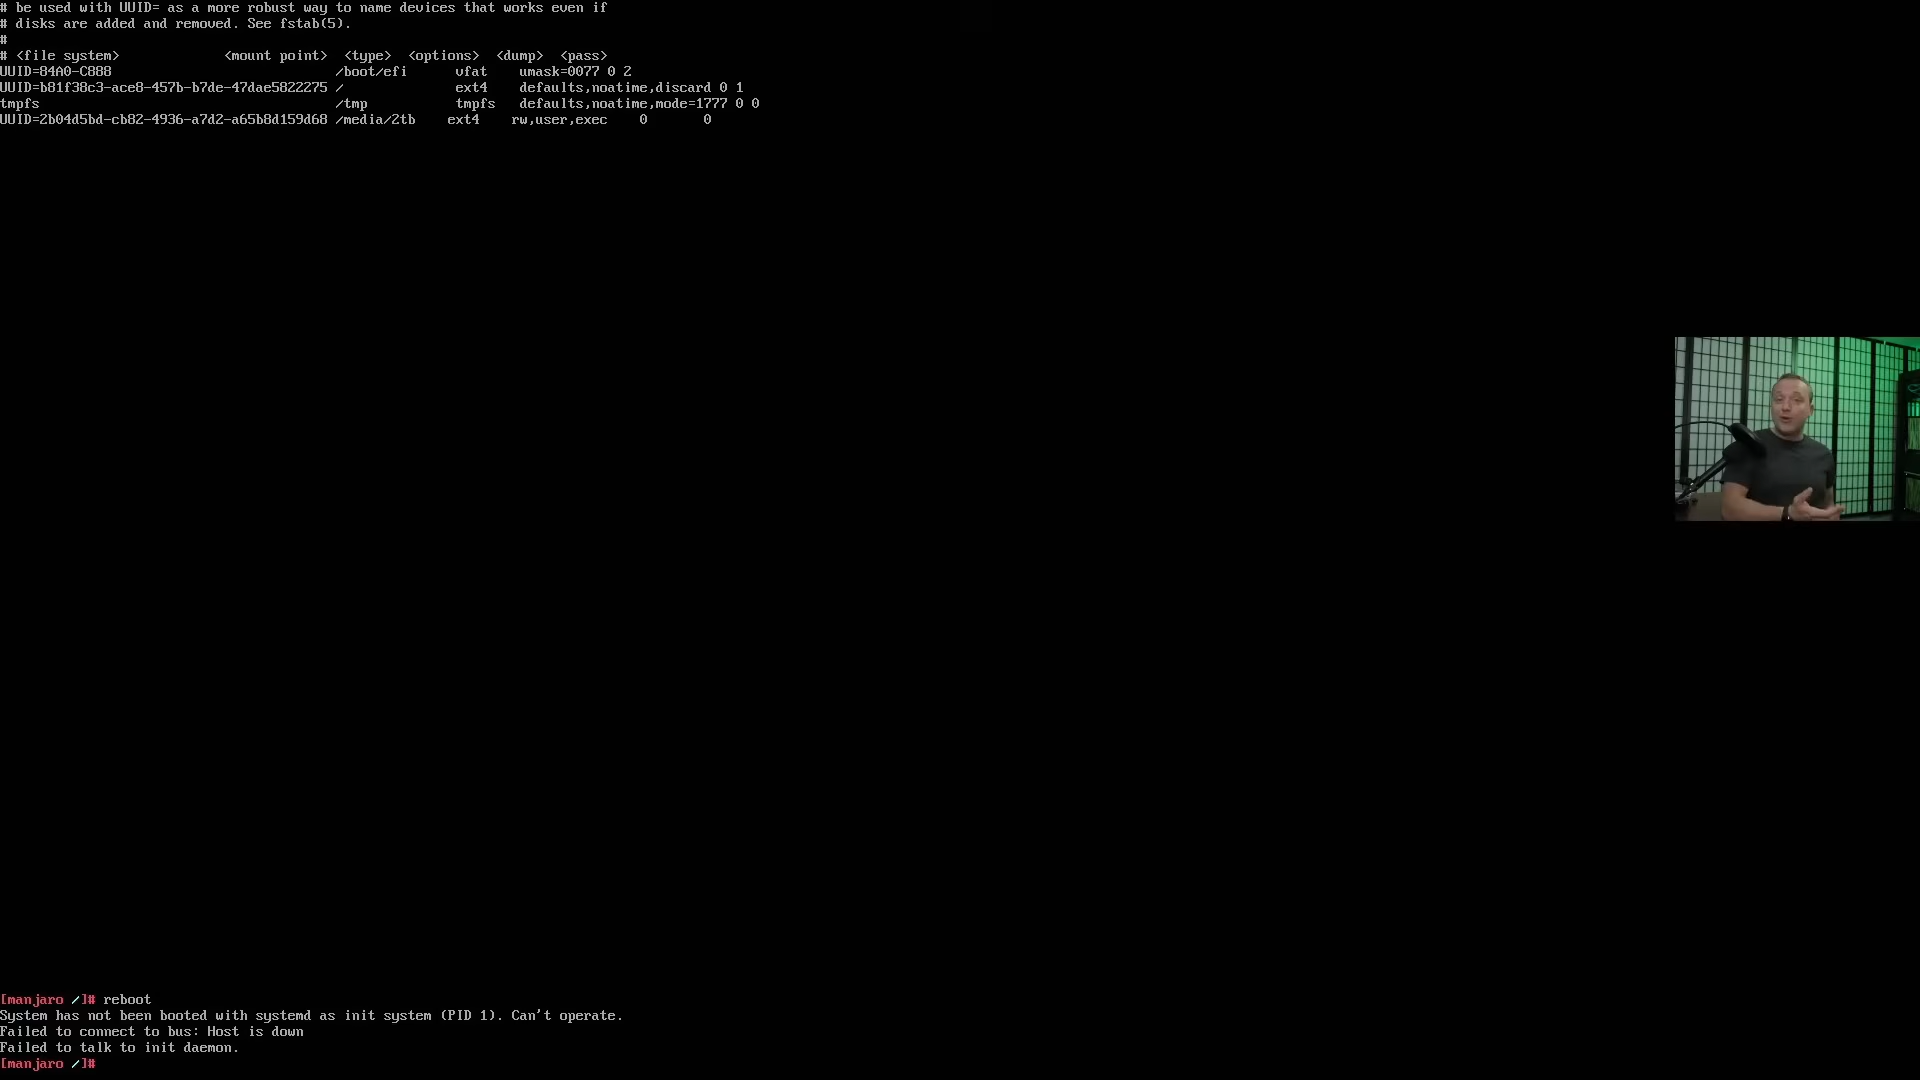 # be used with UUID= as a more robust way to name devices that works even if
# disks are added and removed. See fstab(5).
#
# <file system>             <mount point>  <type>  <options>  <dump>  <pass>
UUID=84A0-C888                            /boot/efi      vfat    umask=0077 0 2
UUID=b81f38c3-ace8-457b-b7de-47dae5822275 /              ext4    defaults,noatime,discard 0 1
tmpfs                                     /tmp           tmpfs   defaults,noatime,mode=1777 0 0
UUID=2b04d5bd-cb82-4936-a7d2-a65b8d159d68 /media/2tb    ext4    rw,user,exec    0       0
[manjaro /]# reboot
System has not been booted with systemd as init system (PID 1). Can't operate.
Failed to connect to bus: Host is down
Failed to talk to init daemon.
[manjaro /]#